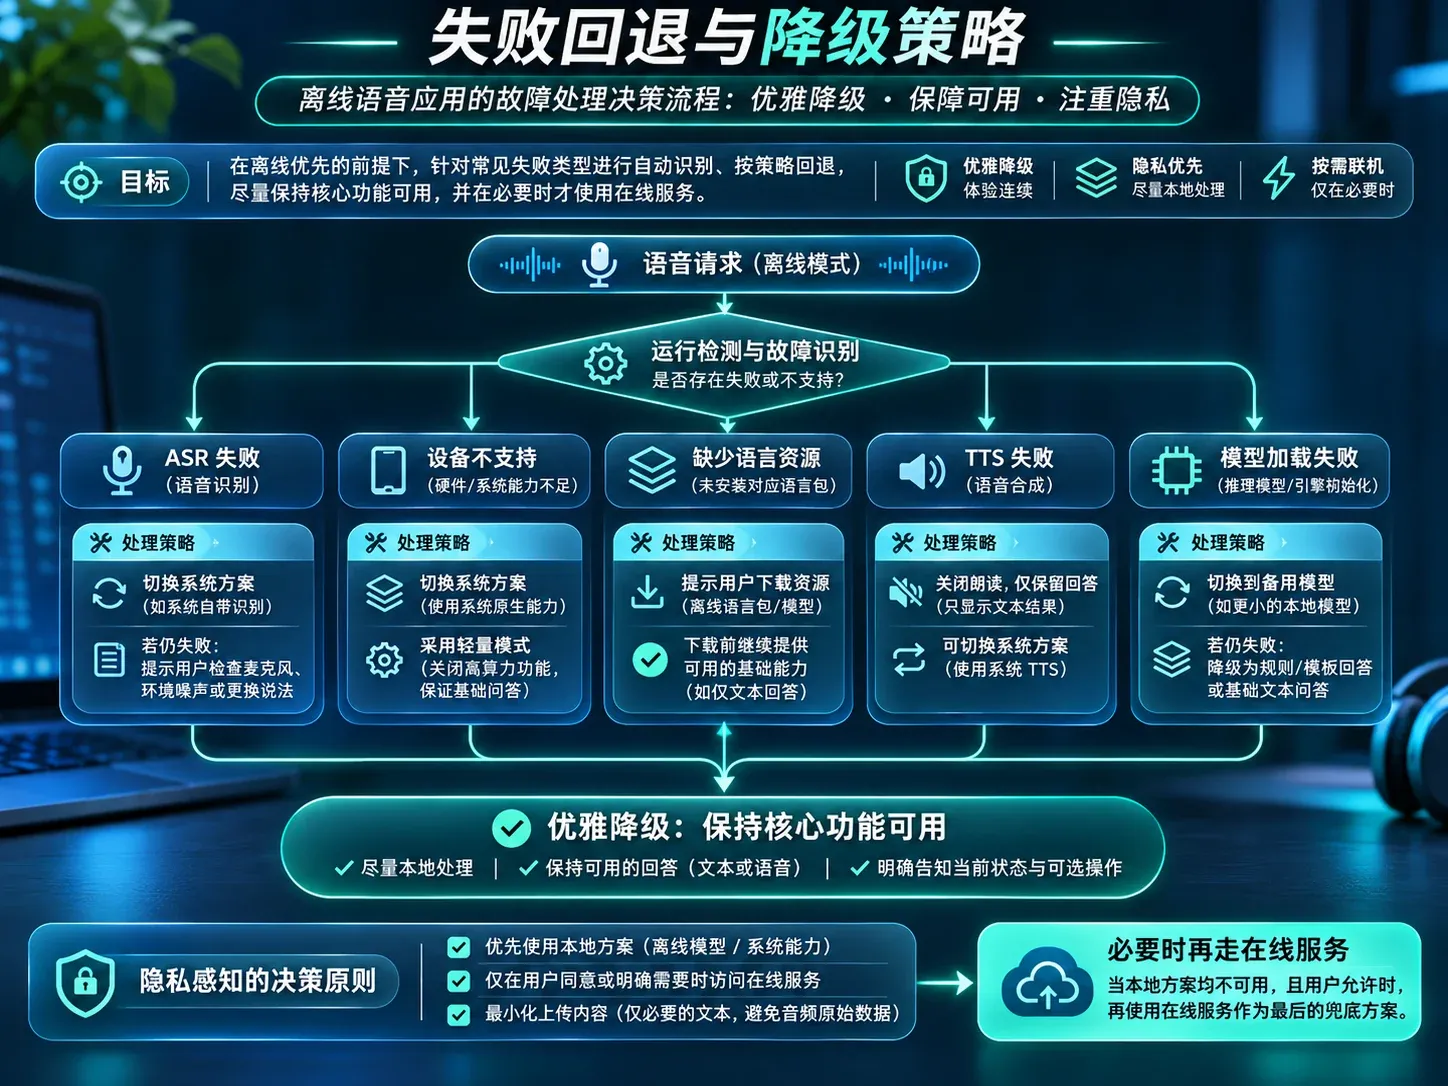 失败回退与降级策略
离线语音应用的故障处理决策流程：优雅降级 · 保障可用 · 注重隐私
目标
在离线优先的前提下，针对常见失败类型进行自动识别、按策略回退，
尽量保持核心功能可用，并在必要时才使用在线服务。
优雅降级
体验连续
隐私优先
尽量本地处理
按需联机
仅在必要时
语音请求（离线模式）
运行检测与故障识别
是否存在失败或不支持？
ASR 失败
（语音识别）
处理策略
切换系统方案
（如系统自带识别）
若仍失败：
提示用户检查麦克风、
环境噪声或更换说法
设备不支持
（硬件/系统能力不足）
处理策略
切换系统方案
（使用系统原生能力）
采用轻量模式
（关闭高算力功能，
保证基础问答）
缺少语言资源
（未安装对应语言包）
处理策略
提示用户下载资源
（离线语言包/模型）
下载前继续提供
可用的基础能力
（如仅文本回答）
TTS 失败
（语音合成）
处理策略
关闭朗读，仅保留回答
（只显示文本结果）
可切换系统方案
（使用系统 TTS）
模型加载失败
（推理模型/引擎初始化）
处理策略
切换到备用模型
（如更小的本地模型）
若仍失败：
降级为规则/模板回答
或基础文本问答
优雅降级：保持核心功能可用
尽量本地处理
保持可用的回答（文本或语音）
明确告知当前状态与可选操作
隐私感知的决策原则
优先使用本地方案（离线模型 / 系统能力）
仅在用户同意或明确需要时访问在线服务
最小化上传内容（仅必要的文本，避免音频原始数据）
必要时再走在线服务
当本地方案均不可用，且用户允许时，
再使用在线服务作为最后的兜底方案。